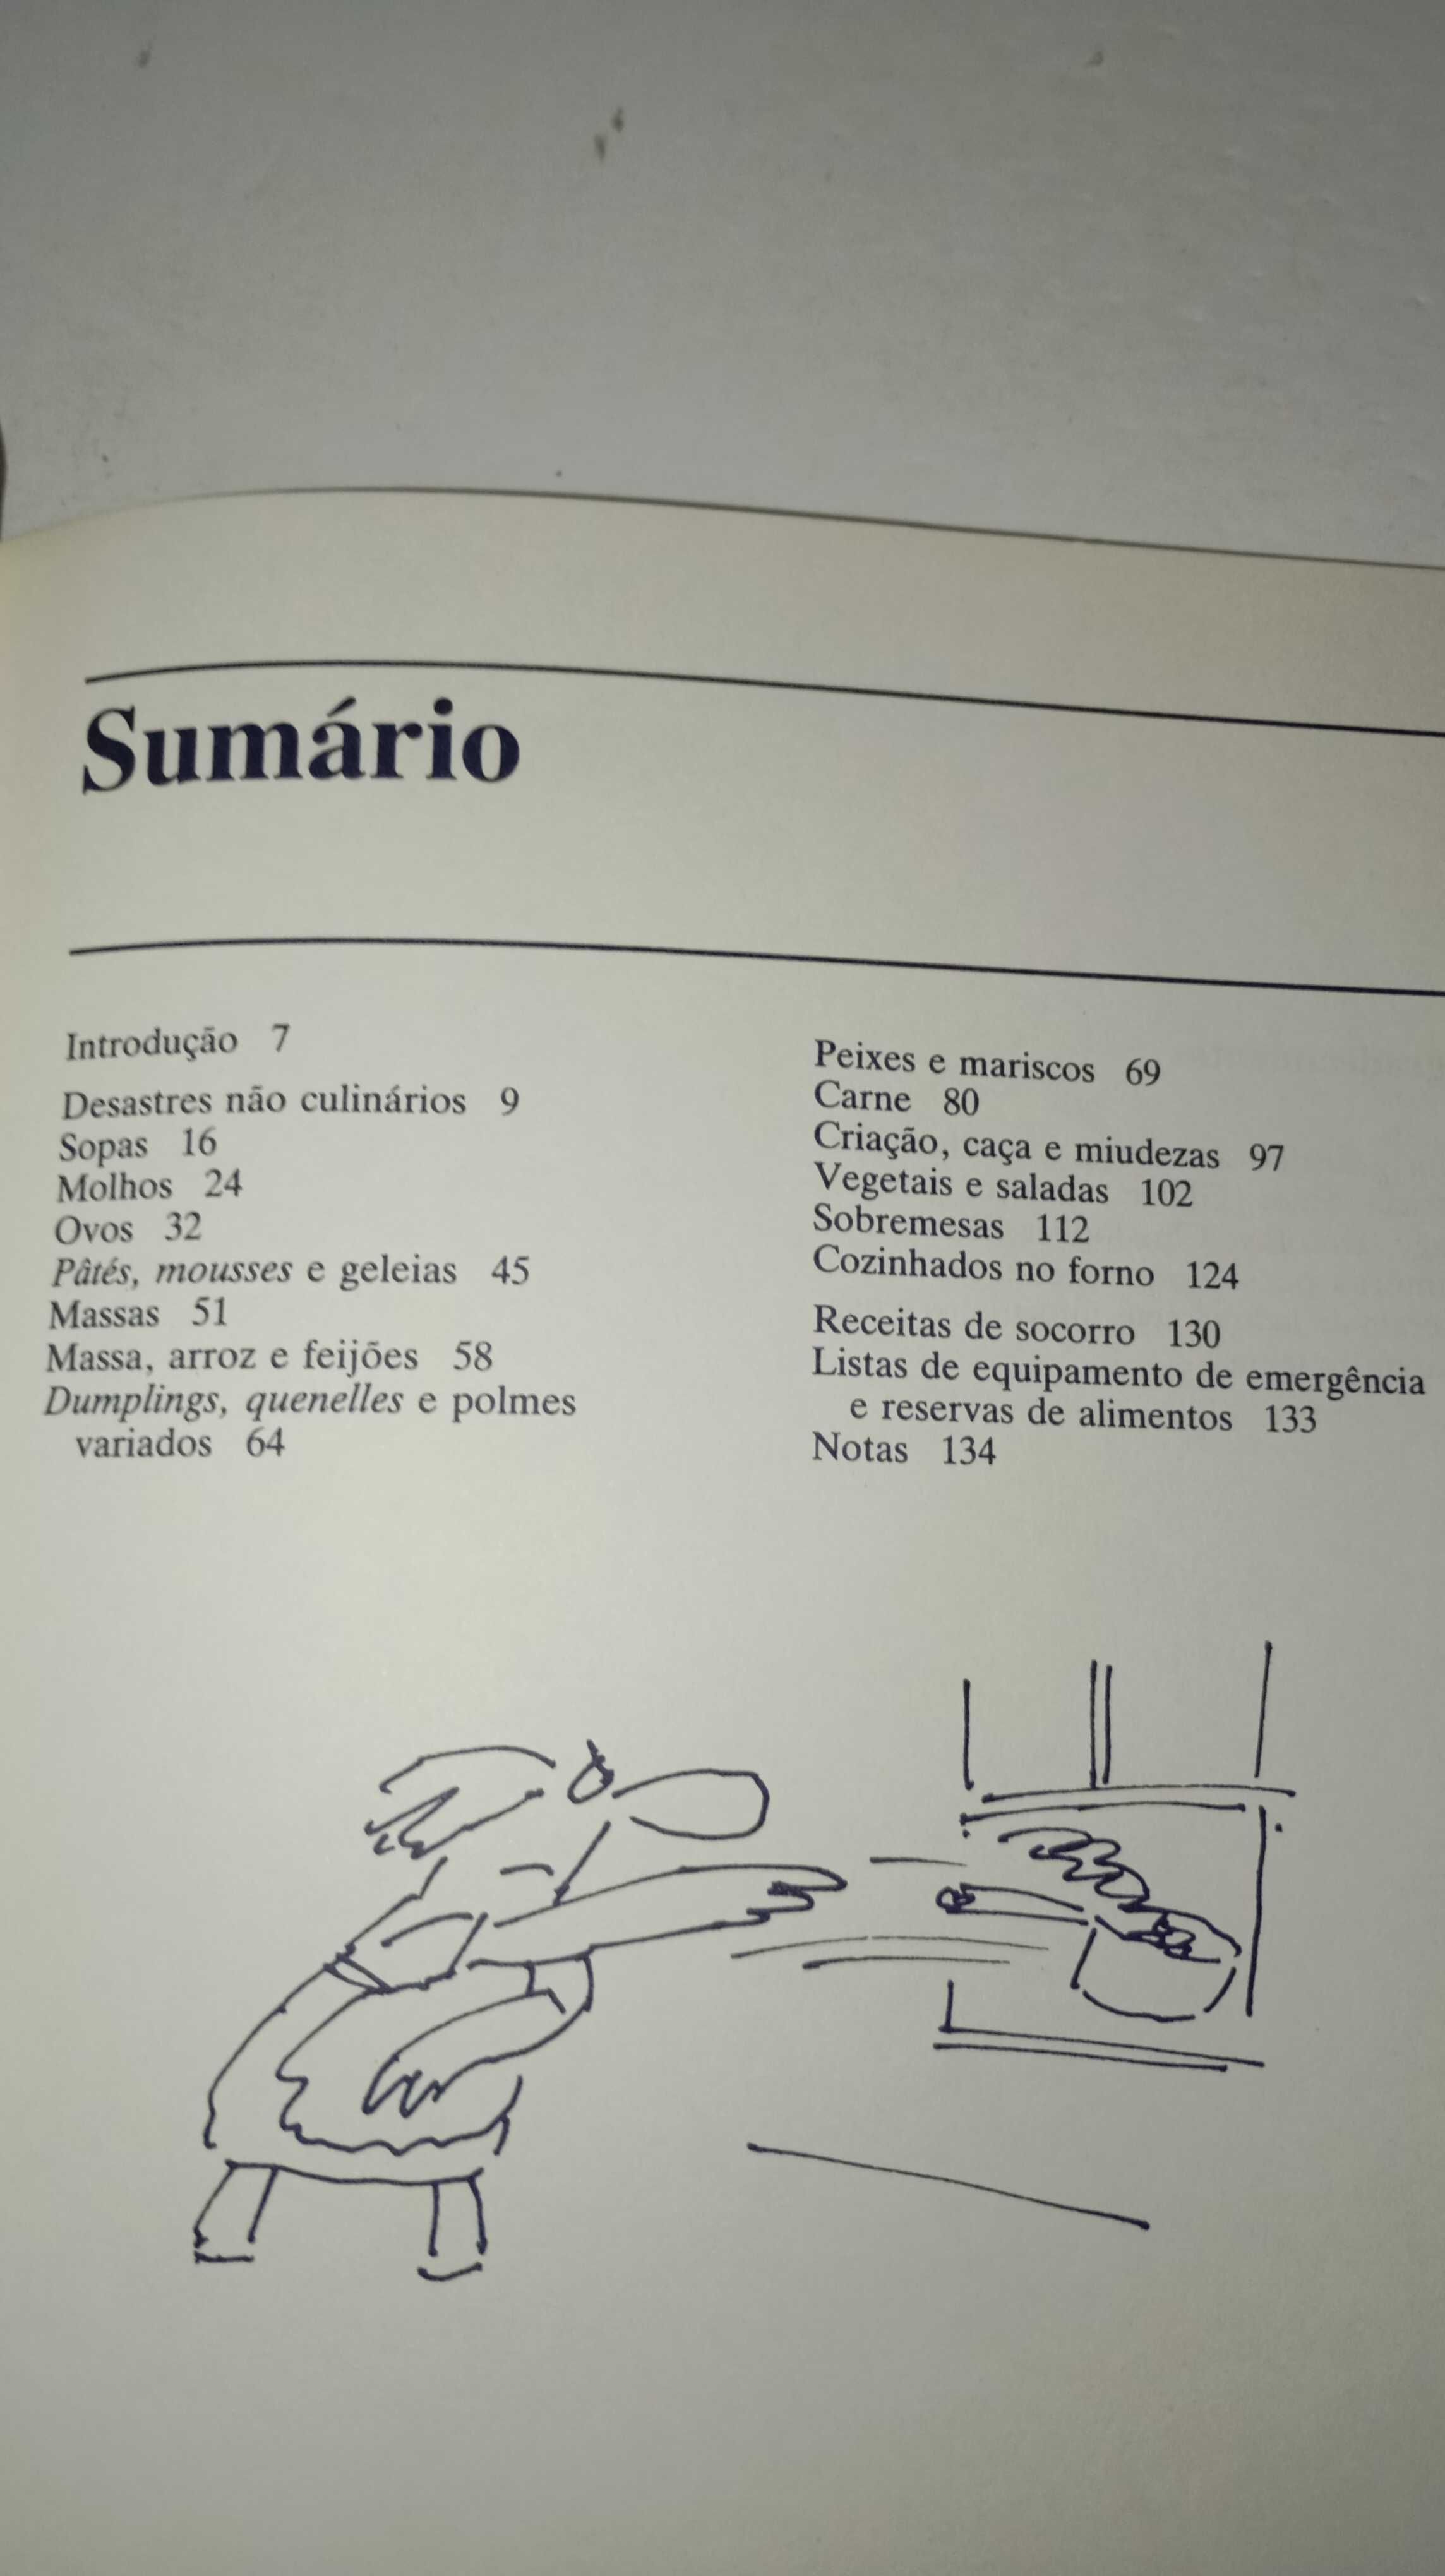 Sumário
Introdução 7
Desastres não culinários 9
Sopas 16
Molhos 24
Ovos 32
Pâtés, mousses e geleias 45
Massas 51
Massa, arroz e feijões 58
Dumplings, quenelles e polmes
variados 64
Peixes e mariscos 69
Carne 80
Criação, caça e miudezas 97
Vegetais e saladas 102
Sobremesas 112
Cozinhados no forno 124
Receitas de socorro 130
Listas de equipamento de emergência
e reservas de alimentos 133
Notas 134